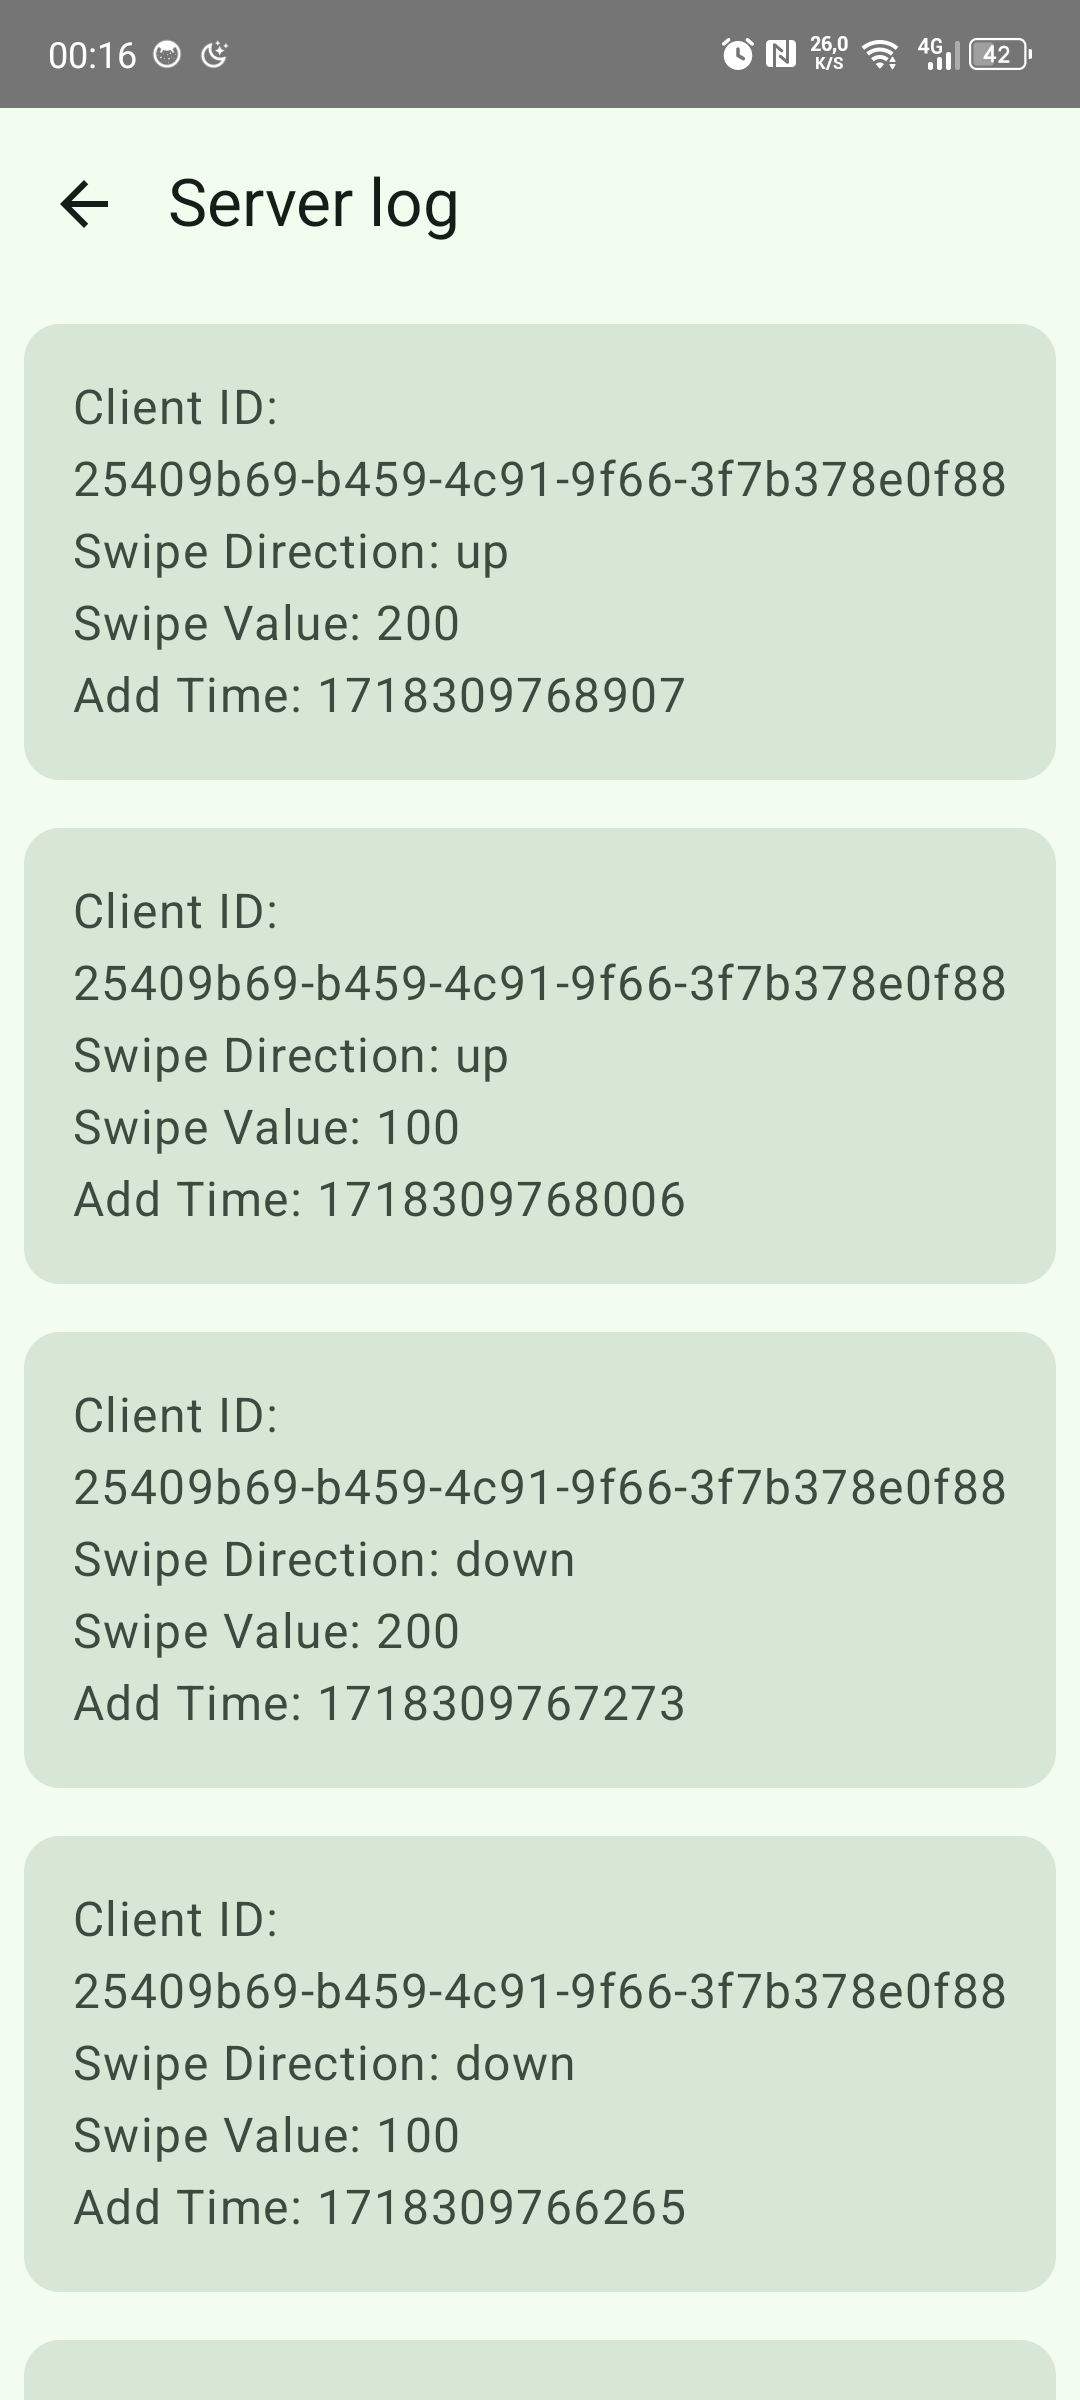 00:16
26,0
K/S
4G
42
Server log
Client ID:
25409b69-b459-4c91-9f66-3f7b378e0f88
Swipe Direction: up
Swipe Value: 200
Add Time: 1718309768907
Client ID:
25409b69-b459-4c91-9f66-3f7b378e0f88
Swipe Direction: up
Swipe Value: 100
Add Time: 1718309768006
Client ID:
25409b69-b459-4c91-9f66-3f7b378e0f88
Swipe Direction: down
Swipe Value: 200
Add Time: 1718309767273
Client ID:
25409b69-b459-4c91-9f66-3f7b378e0f88
Swipe Direction: down
Swipe Value: 100
Add Time: 1718309766265